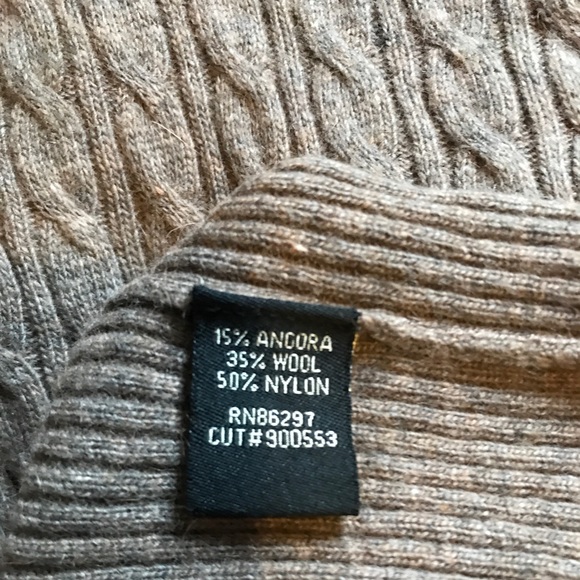 15% ANGORA
35% WOOL
50% NYLON
RN86297
CUT#900553